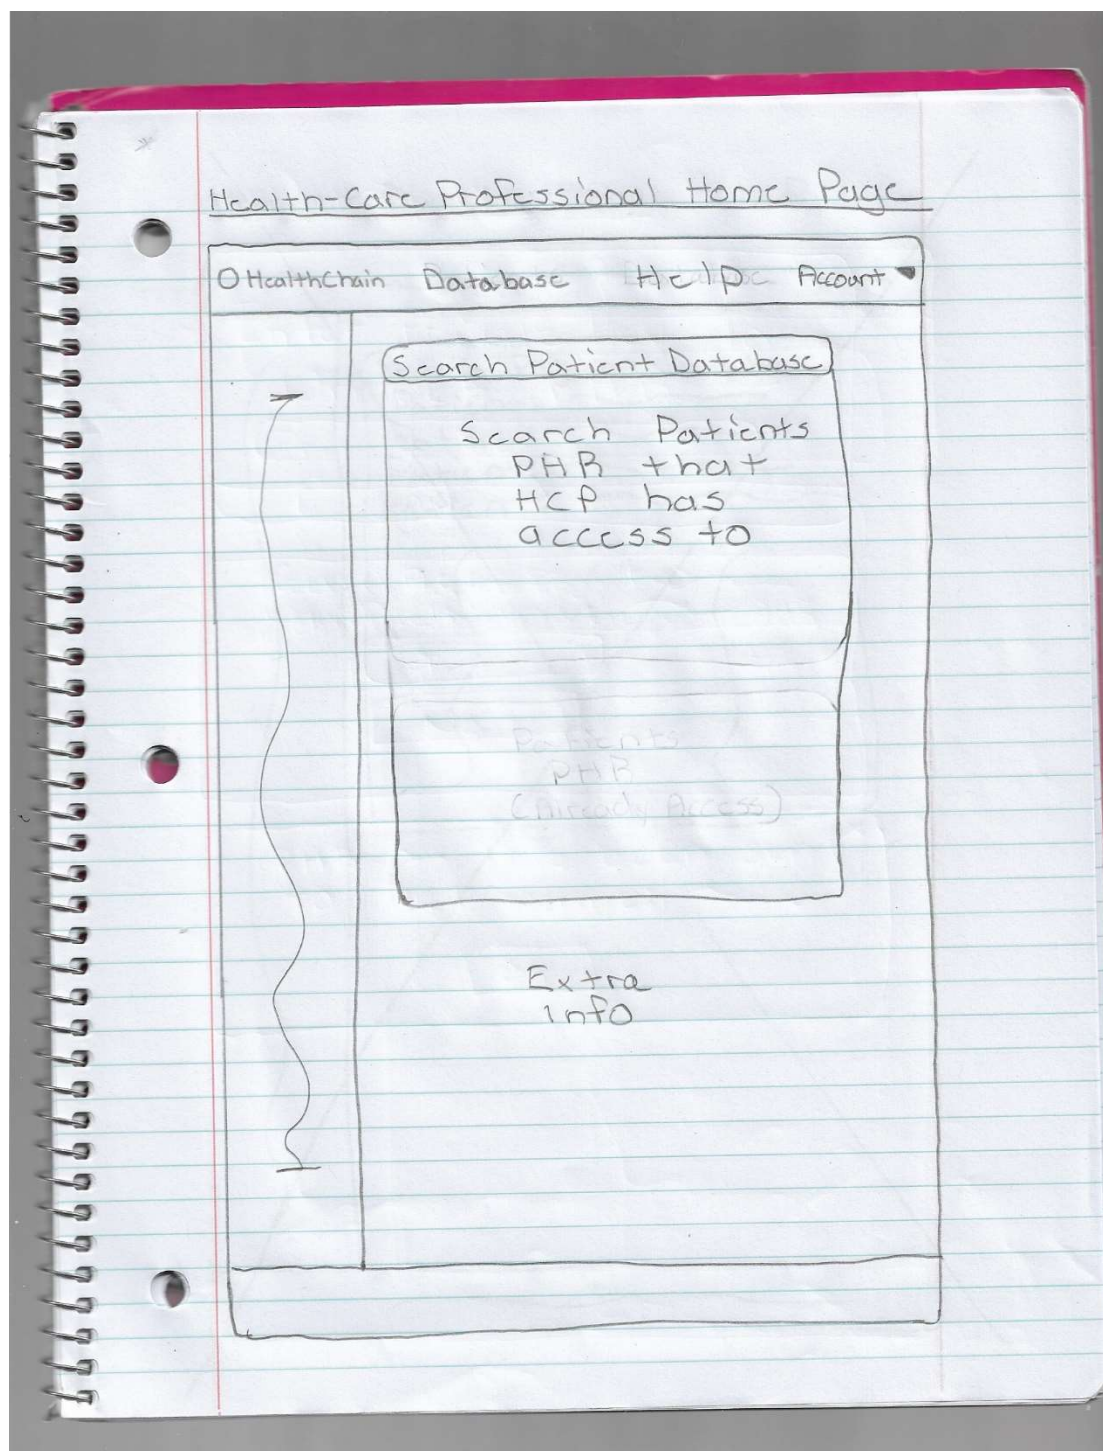 Health-Care Professional Home Page
HealthChain Database Help Account
Search Patient Database
Search Patients
PHR that
HCP has
access to
Patients
PHR
(Already Access)
Extra
info